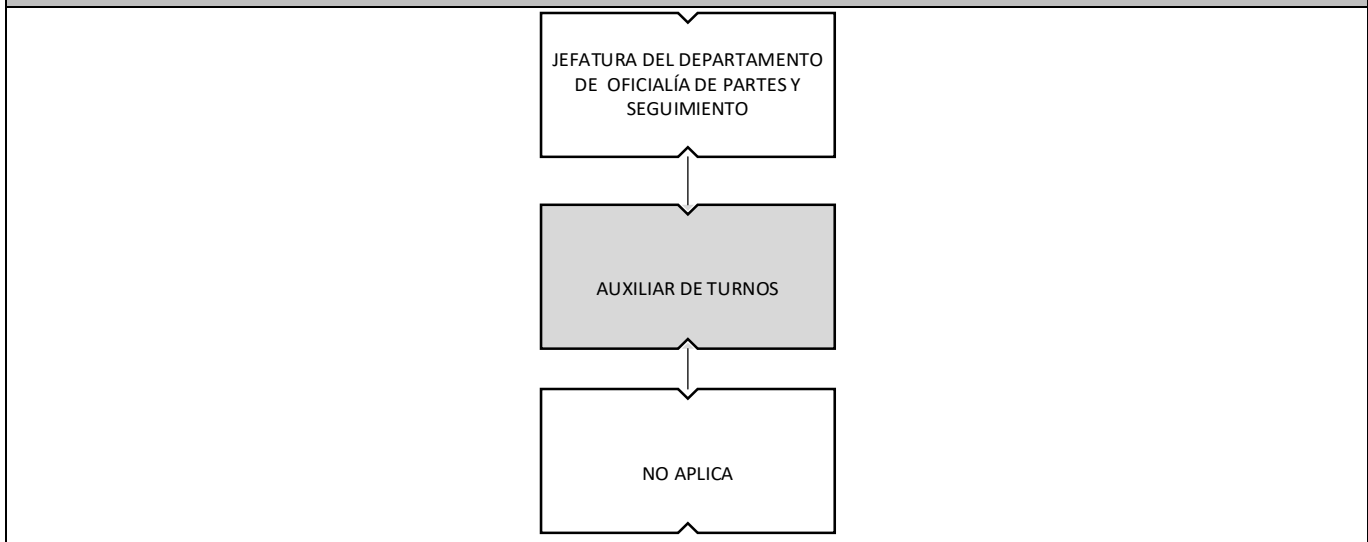 JEFATURA DEL DEPARTAMENTO
DE OFICIALÍA DE PARTES Y
SEGUIMIENTO
AUXILIAR DE TURNOS
NO APLICA